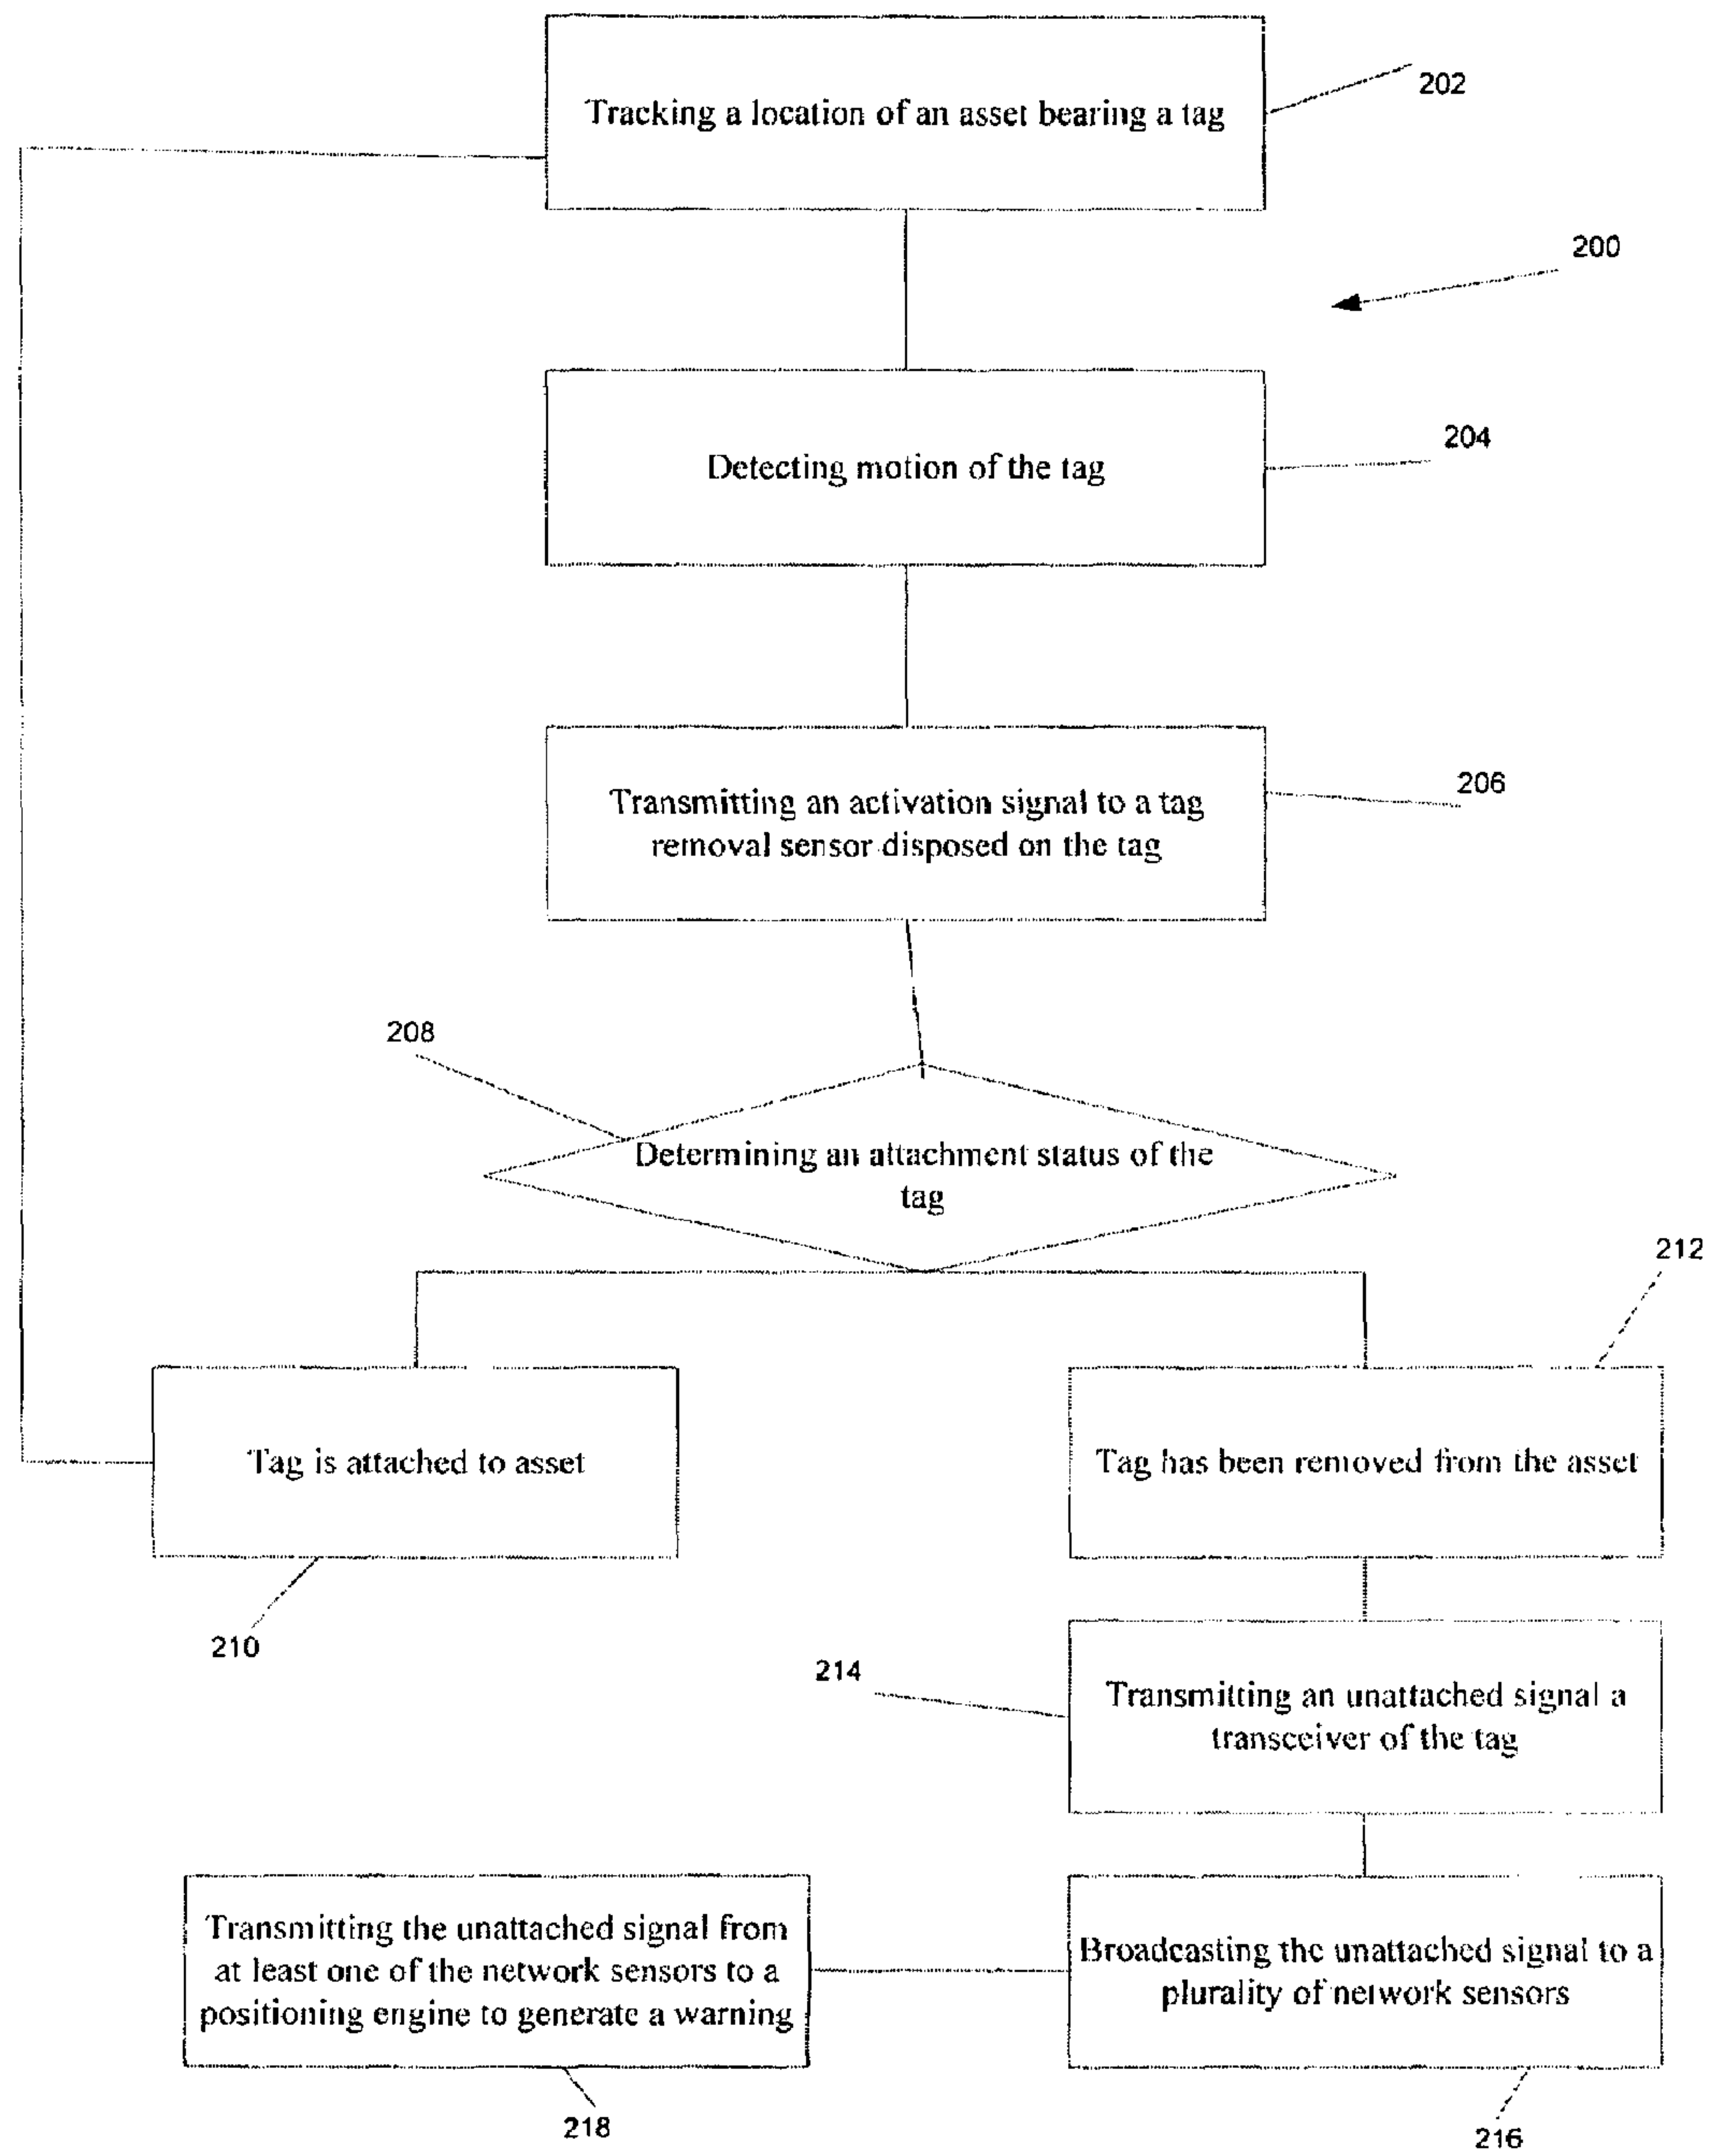 202
Tracking a location of an asset bearing a tag
200
204
Detecting motion of the tag
206
Transmitting an activation signal to a tag
removal sensor disposed on the tag
208
Determining an attachment status of the
tag
212
Tag is attached to asset
Tag has been removed from the asset
210
214
Transmitting an unattached signal a
transceiver of the tag
Transmitting the unattached signal from
at least one of the network sensors to a
positioning engine to generate a warning
Broadcasting the unattached signal to a
plurality of network sensors
218
216